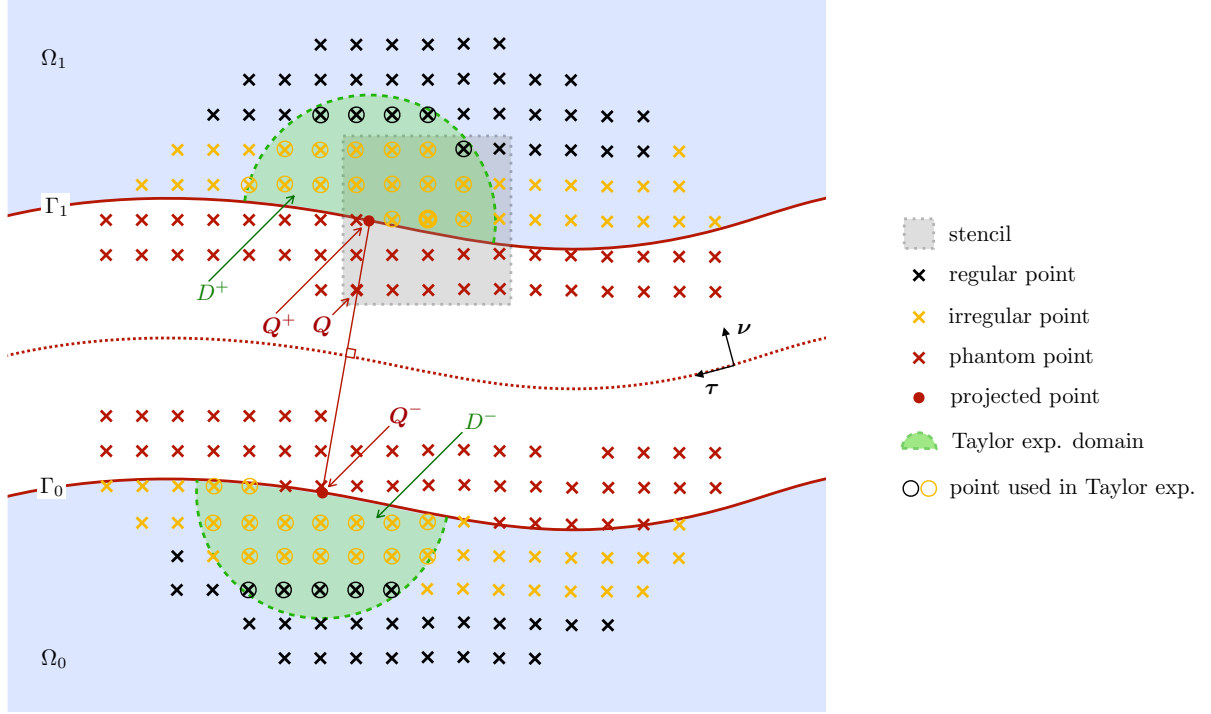 Ω₁
Γ₁
D⁺
Q⁺
Q
ν
τ
Q⁻
D⁻
Γ₀
Ω₀
stencil
regular point
irregular point
phantom point
projected point
Taylor exp. domain
point used in Taylor exp.